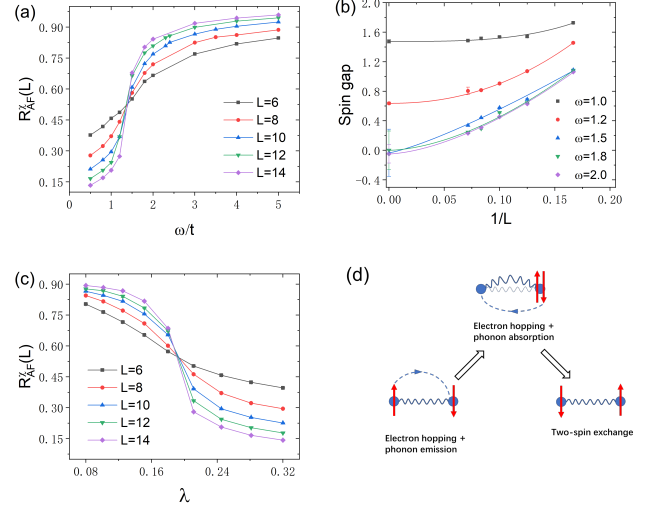 (a)
R^χ_AF(L)
0.90
0.75
0.60
0.45
0.30
0.15
L=6
L=8
L=10
L=12
L=14
0 1 2 3 4 5
ω/t
(b)
Spin gap
2.0
1.6
1.2
0.8
0.4
0.0
-0.4
ω=1.0
ω=1.2
ω=1.5
ω=1.8
ω=2.0
0.00 0.05 0.10 0.15 0.20
1/L
(c)
R^χ_AF(L)
0.90
0.75
0.60
0.45
0.30
0.15
L=6
L=8
L=10
L=12
L=14
0.08 0.16 0.24 0.32
λ
(d)
Electron hopping +
phonon absorption
Electron hopping +
phonon emission
Two-spin exchange